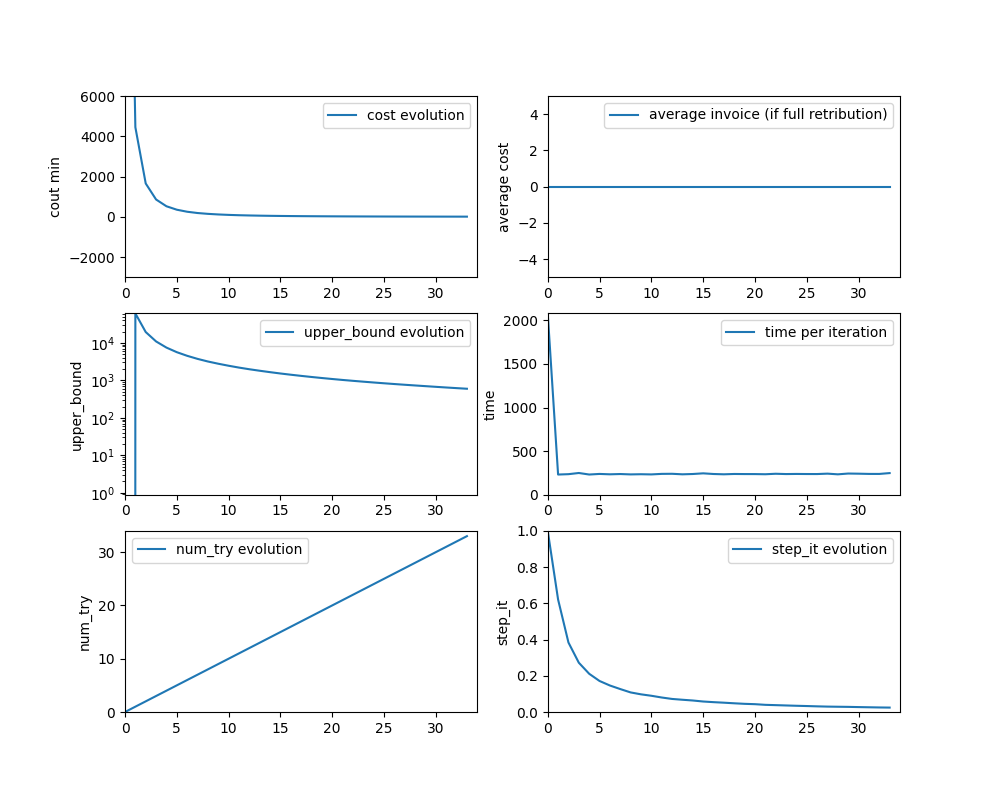 cost evolution
cout min
6000
4000
2000
0
−2000
0 5 10 15 20 25 30
average invoice (if full retribution)
average cost
4
2
0
−2
−4
0 5 10 15 20 25 30
upper_bound evolution
upper_bound
10⁴
10³
10²
10¹
10⁰
0 5 10 15 20 25 30
time per iteration
time
2000
1500
1000
500
0
0 5 10 15 20 25 30
num_try evolution
num_try
30
20
10
0
0 5 10 15 20 25 30
step_it evolution
step_it
1.0
0.8
0.6
0.4
0.2
0.0
0 5 10 15 20 25 30